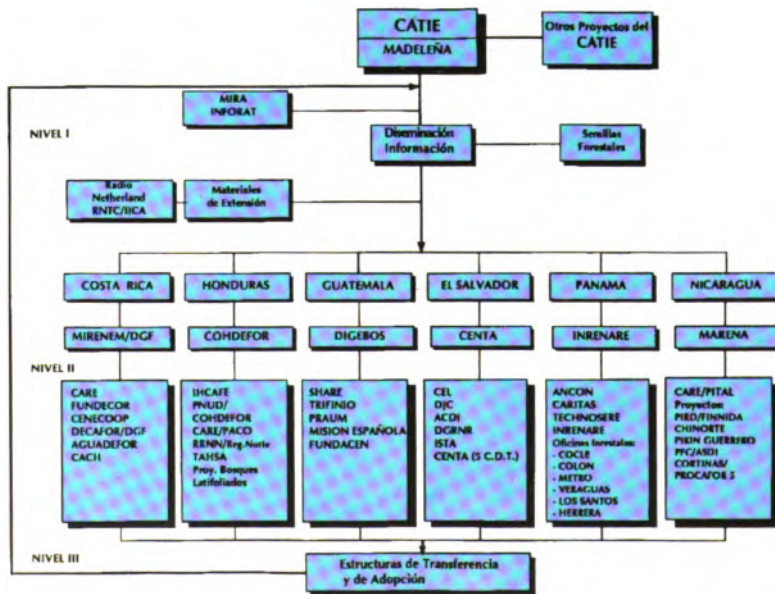 CATIE
MADELEÑA
Otros Proyectos del
CATIE
MIRA
INFORAT
NIVEL I
Diseminación
Información
Semillas
Forestales
Radio
Netherland
RNTC/IICA
Materiales
de Extensión
COSTA RICA
HONDURAS
GUATEMALA
EL SALVADOR
PANAMA
NICARAGUA
MIRENEM/DGF
COHDEFOR
DIGEBOS
CENTA
INRENARE
MARENA
NIVEL II
CARE
FUNDECOR
CENECOOP
DECAFOR/DGF
AGUADEFOR
CACH
IHCAFE
PNUD/
COHDEFOR
CARE/PACO
RRNN/Reg.Norte
TAHSA
Proy. Bosques
Latifoliados
SHARE
TRIFINIO
PRAUM
MISION ESPAÑOLA
FUNDACEN
CEL
DJC
ACDI
DGRNR
ISTA
CENTA (5 C.D.T.)
ANCON
CARITAS
TECHNOSERE
INRENARE
Oficinas forestales:
- COCLE
- COLON
- METRO
- VERAGUAS
- LOS SANTOS
- HERRERA
CARE/PITAL
Proyectos:
PIRD/FINNIDA
CHINORTE
PIKIN GUERRERO
PFC/ASDI
CORTINAS/
PROCAFOR 5
NIVEL III
Estructuras de Transferencia
y de Adopción